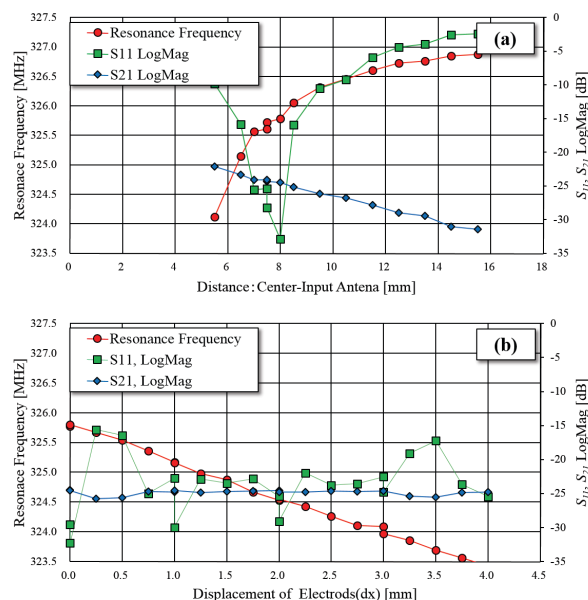 327.5
327.0
326.5
326.0
325.5
325.0
324.5
324.0
323.5
Resonace Frequency [MHz]
Resonance Frequency
S11 LogMag
S21 LogMag
(a)
0
-5
-10
-15
-20
-25
-30
-35
S11, S21 LogMag [dB]
0 2 4 6 8 10 12 14 16 18
Distance：Center-Input Antena [mm]
327.5
327.0
326.5
326.0
325.5
325.0
324.5
324.0
323.5
Resonace Frequency [MHz]
Resonance Frequency
S11, LogMag
S21, LogMag
(b)
0
-5
-10
-15
-20
-25
-30
-35
S11, S21 LogMag [dB]
0.0 0.5 1.0 1.5 2.0 2.5 3.0 3.5 4.0 4.5
Displacement of Electrods(dx) [mm]